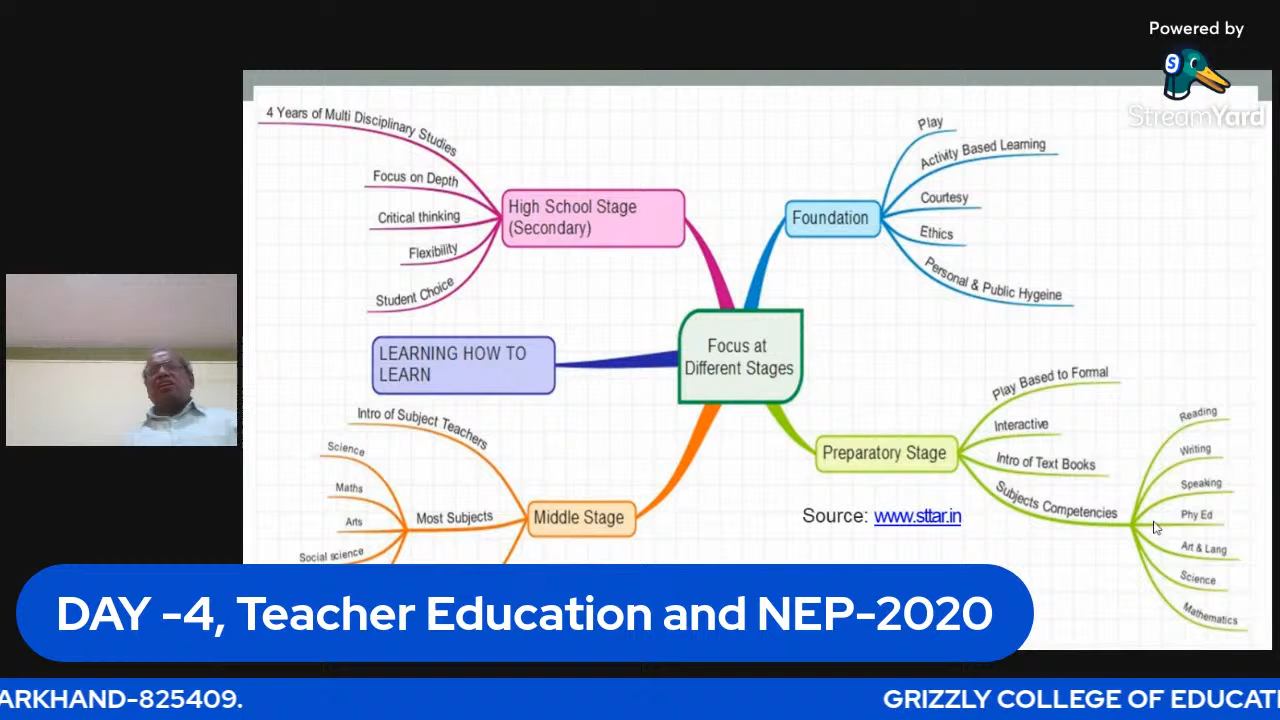 Powered by
S
StreamYard
4 Years of Multi Disciplinary Studies
Focus on Depth
Critical thinking
Flexibility
Student Choice
High School Stage
(Secondary)
Play
Activity Based Learning
Courtesy
Ethics
Personal & Public Hygeine
Foundation
LEARNING HOW TO
LEARN
Focus at
Different Stages
Intro of Subject Teachers
Science
Maths
Arts
Social science
Most Subjects
Middle Stage
Preparatory Stage
Play Based to Formal
Interactive
Intro of Text Books
Subjects Competencies
Reading
Writing
Speaking
Phy Ed
Art & Lang
Science
Mathematics
Source: www.sttar.in
DAY -4, Teacher Education and NEP-2020
ARKHAND-825409.
GRIZZLY COLLEGE OF EDUCATI